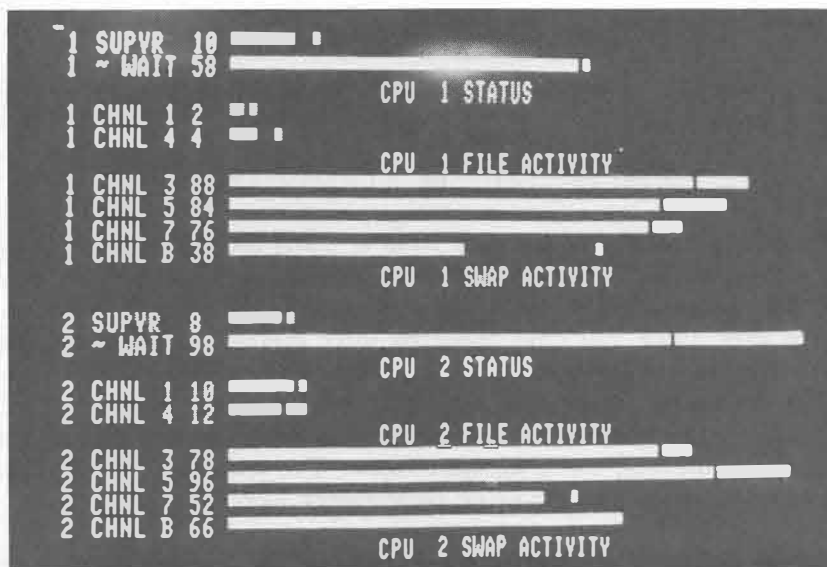 1 SUPVR 10
1 ~ WAIT 58
CPU 1 STATUS
1 CHNL 1 2
1 CHNL 4 4
CPU 1 FILE ACTIVITY
1 CHNL 3 88
1 CHNL 5 84
1 CHNL 7 76
1 CHNL B 38
CPU 1 SWAP ACTIVITY
2 SUPVR 8
2 ~ WAIT 98
CPU 2 STATUS
2 CHNL 1 10
2 CHNL 4 12
CPU 2 FILE ACTIVITY
2 CHNL 3 78
2 CHNL 5 96
2 CHNL 7 52
2 CHNL B 66
CPU 2 SWAP ACTIVITY